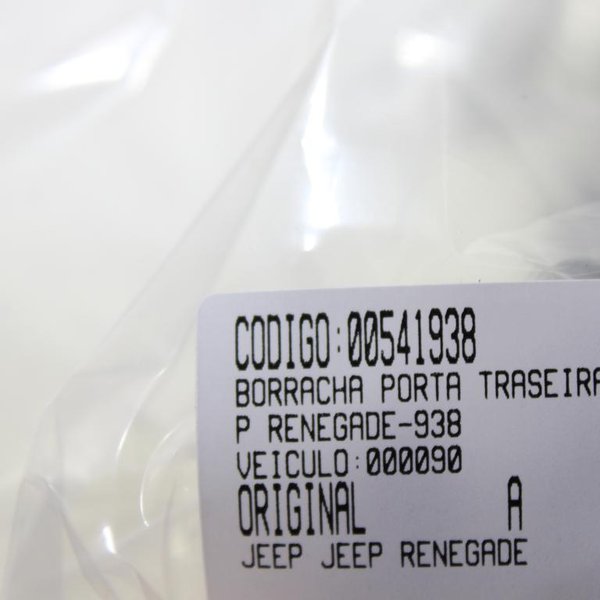 CODIGO:00541938
BORRACHA PORTA TRASEIRA
P RENEGADE-938
VEICULO:000090
ORIGINAL A
JEEP JEEP RENEGADE